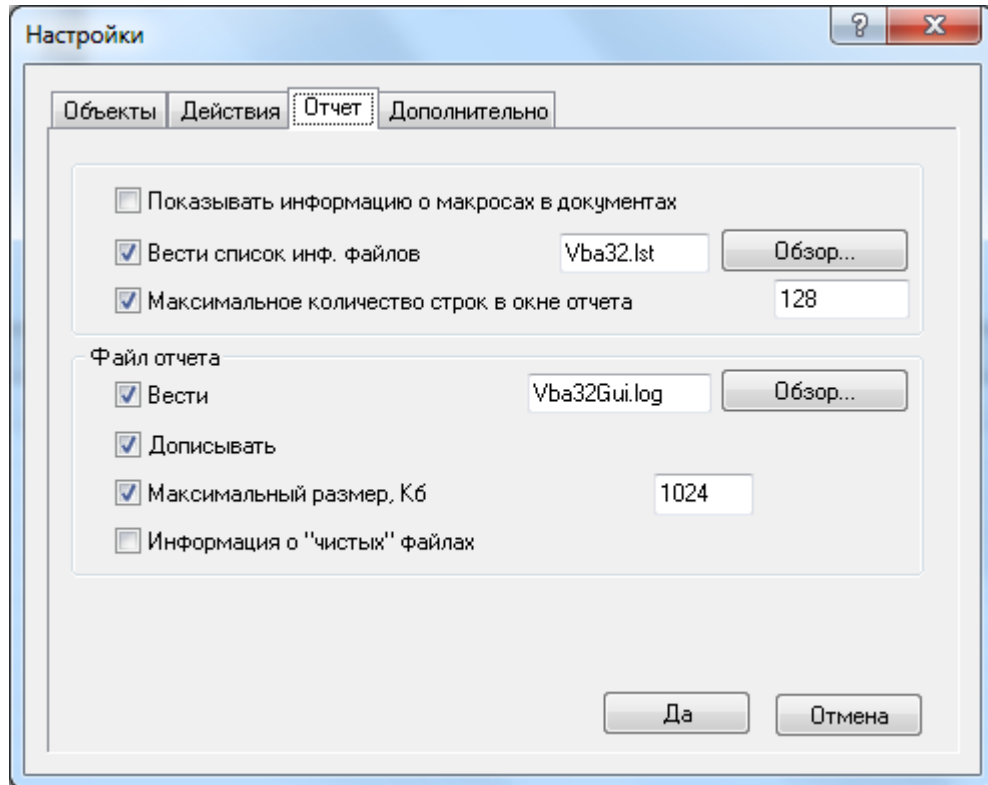 Настройки
Объекты Действия Отчет Дополнительно
Показывать информацию о макросах в документах
Вести список инф. файлов Vba32.lst Обзор...
Максимальное количество строк в окне отчета 128
Файл отчета
Вести Vba32Gui.log Обзор...
Дописывать
Максимальный размер, Кб 1024
Информация о "чистых" файлах
Да Отмена